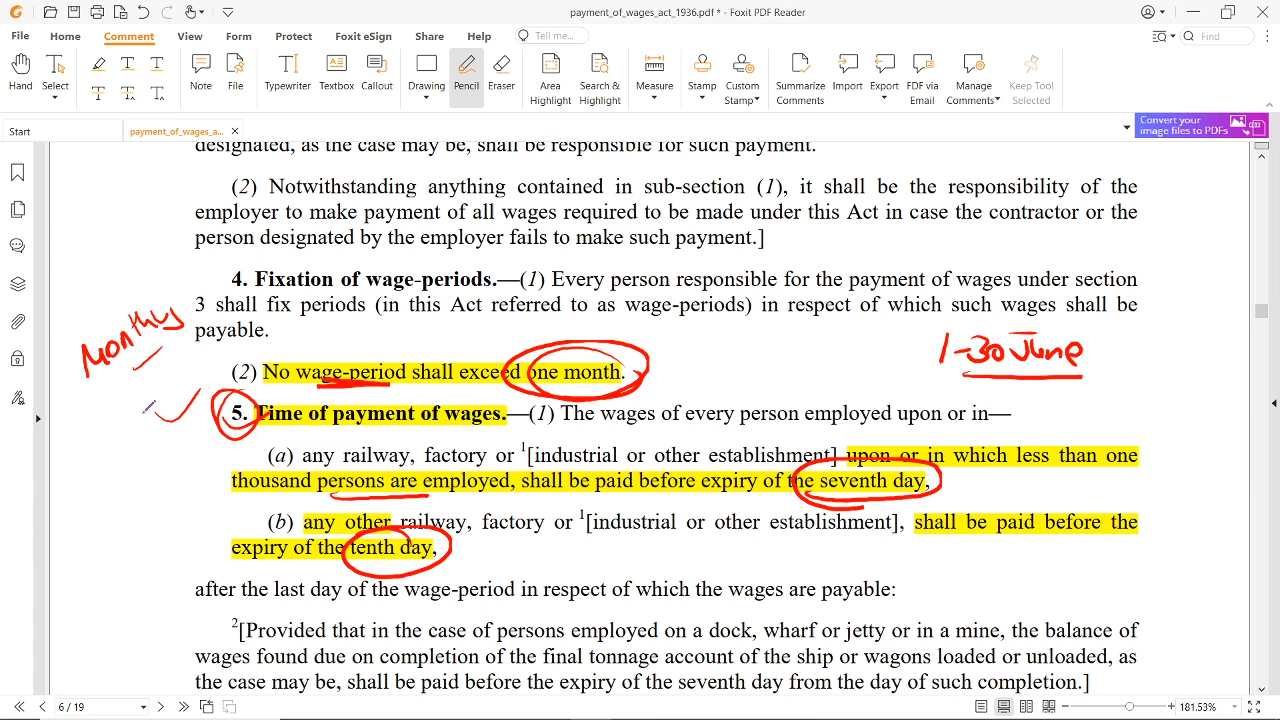 payment_of_wages_act_1936.pdf * - Foxit PDF Reader
File Home Comment View Form Protect Foxit eSign Share Help Tell me... Find
Hand Select Note File Typewriter Textbox Callout Drawing Pencil Eraser Area Highlight Search & Highlight Measure Stamp Custom Stamp Summarize Comments Import Export FDF via Email Manage Comments Keep Tool Selected
Start payment_of_wages_a... Convert your image files to PDFs
designated, as the case may be, shall be responsible for such payment.
(2) Notwithstanding anything contained in sub-section (1), it shall be the responsibility of the
employer to make payment of all wages required to be made under this Act in case the contractor or the
person designated by the employer fails to make such payment.]
4. Fixation of wage-periods.—(1) Every person responsible for the payment of wages under section
3 shall fix periods (in this Act referred to as wage-periods) in respect of which such wages shall be
payable.
Monthly
1-30 June
(2) No wage-period shall exceed one month.
5. Time of payment of wages.—(1) The wages of every person employed upon or in—
(a) any railway, factory or 1[industrial or other establishment] upon or in which less than one
thousand persons are employed, shall be paid before expiry of the seventh day,
(b) any other railway, factory or 1[industrial or other establishment], shall be paid before the
expiry of the tenth day,
after the last day of the wage-period in respect of which the wages are payable:
2[Provided that in the case of persons employed on a dock, wharf or jetty or in a mine, the balance of
wages found due on completion of the final tonnage account of the ship or wagons loaded or unloaded, as
the case may be, shall be paid before the expiry of the seventh day from the day of such completion.]
6 / 19 181.53%